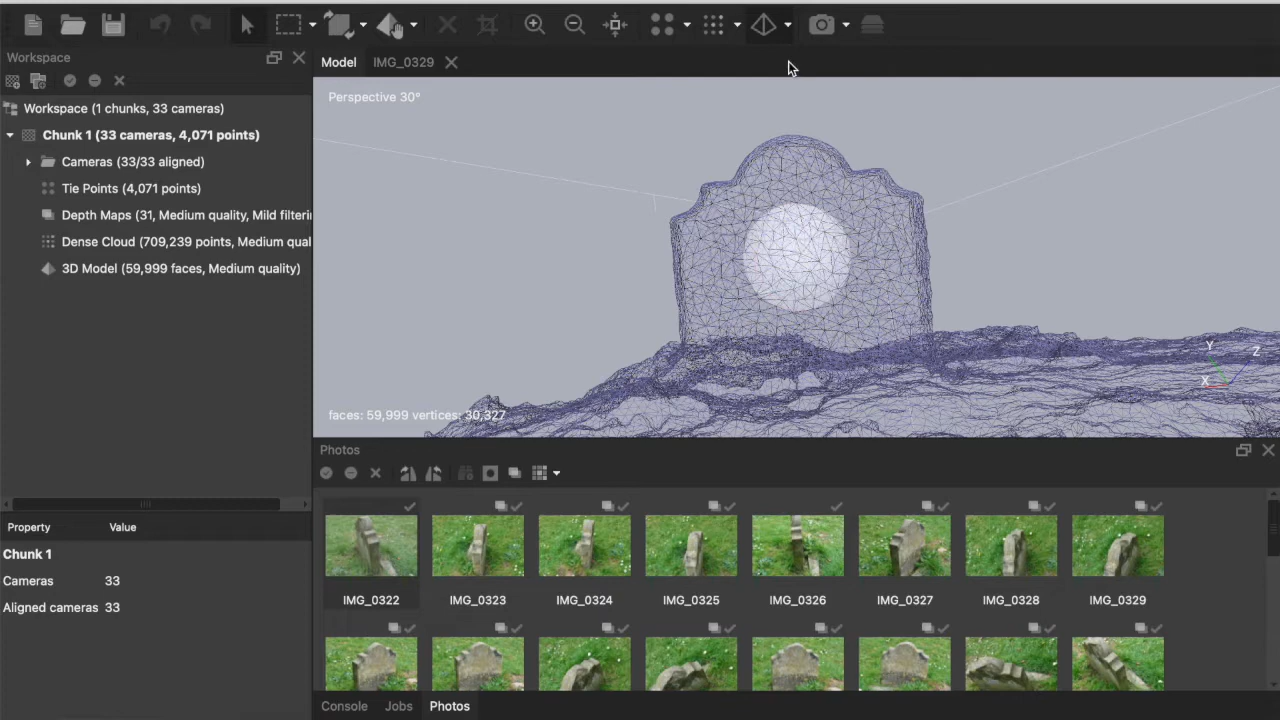 Workspace
Model
IMG_0329
Workspace (1 chunks, 33 cameras)
Chunk 1 (33 cameras, 4,071 points)
Cameras (33/33 aligned)
Tie Points (4,071 points)
Depth Maps (31, Medium quality, Mild filteri
Dense Cloud (709,239 points, Medium qual
3D Model (59,999 faces, Medium quality)
Perspective 30°
Y
Z
X
faces: 59,999 vertices: 30,327
Property Value
Chunk 1
Cameras 33
Aligned cameras 33
Photos
IMG_0322 IMG_0323 IMG_0324 IMG_0325 IMG_0326 IMG_0327 IMG_0328 IMG_0329
Console Jobs Photos